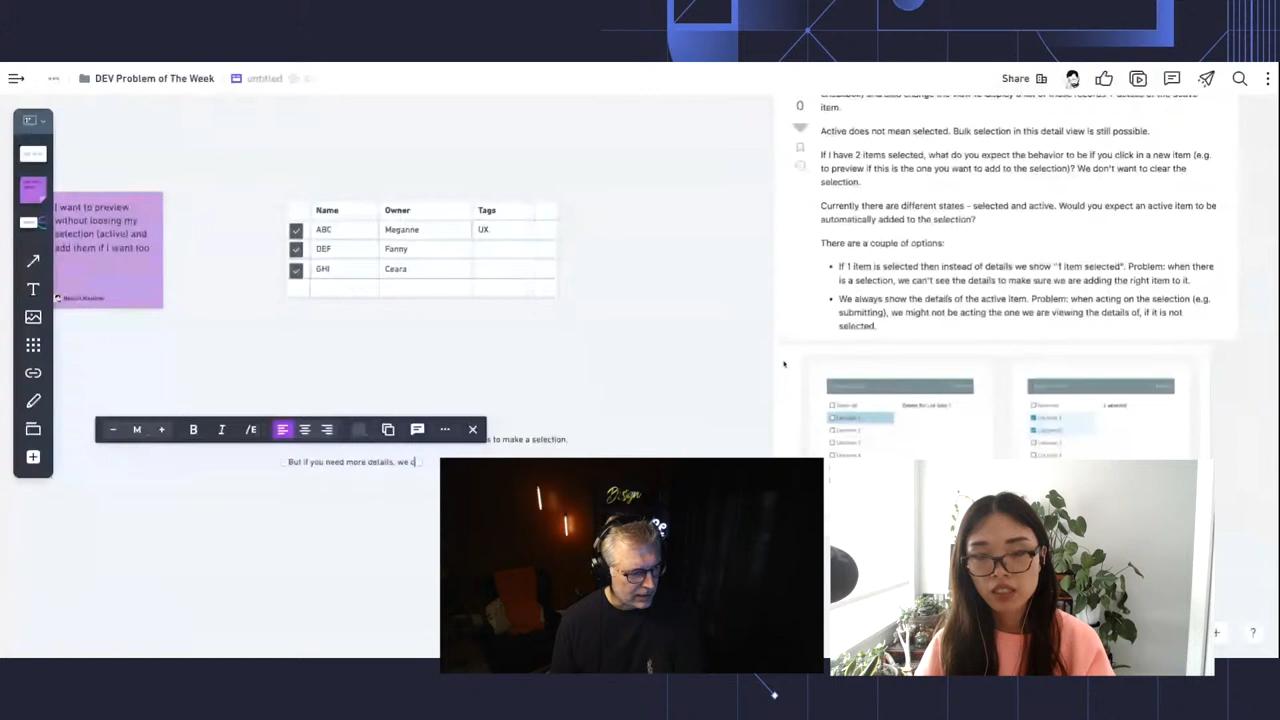 DEV Problem of The Week
untitled
Share
item.
0
Active does not mean selected. Bulk selection in this detail view is still possible.
If I have 2 items selected, what do you expect the behavior to be if you click in a new item (e.g.
to preview if this is the one you want to add to the selection)? We don't want to clear the
selection.
Currently there are different states - selected and active. Would you expect an active item to be
automatically added to the selection?
There are a couple of options:
If 1 item is selected then instead of details we show "1 item selected". Problem: when there
is a selection, we can't see the details to make sure we are adding the right item to it.
We always show the details of the active item. Problem: when acting on the selection (e.g.
submitting), we might not be acting the one we are viewing the details of, if it is not
selected.
I want to preview
without loosing my
selection (active) and
add them if I want too
Name Owner Tags
ABC Meganne UX
DEF Fanny
GHI Ceara
T
− M + B I /E ··· ×
s to make a selection.
But if you need more details, we c
Design
+ ?